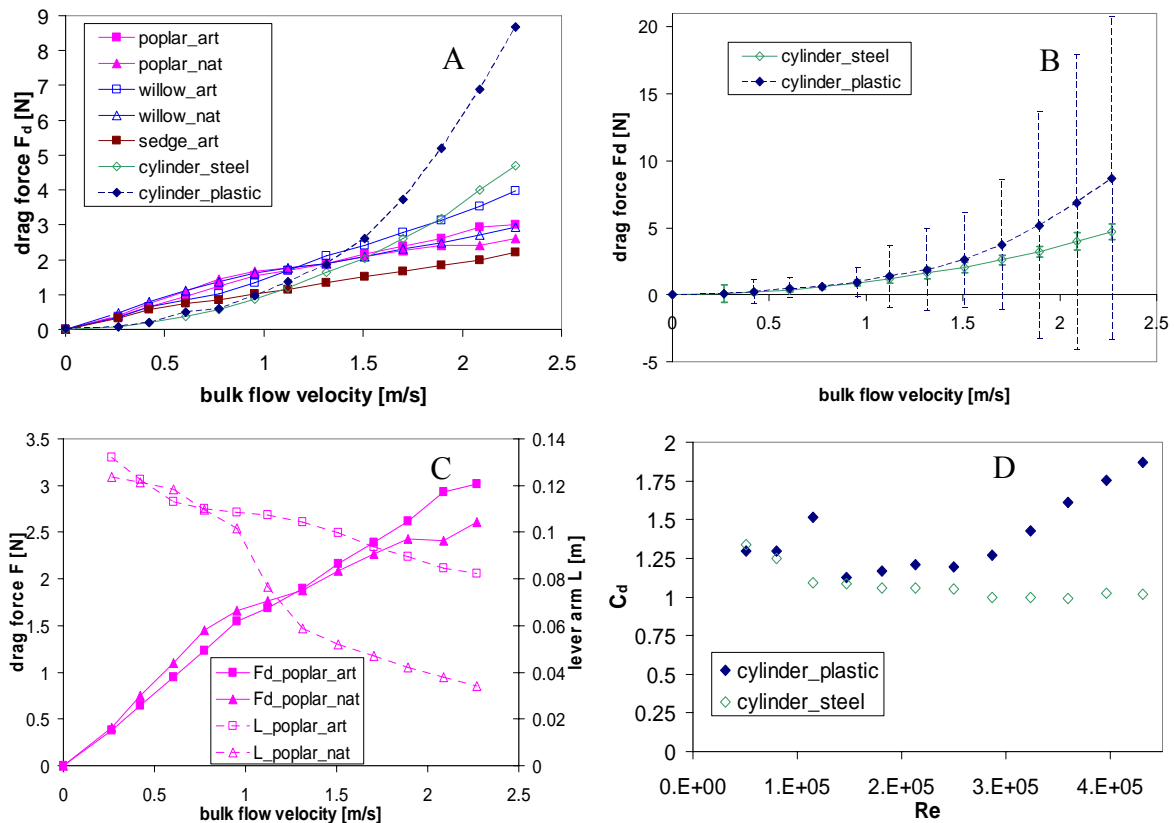 9
8
7
6
5
4
3
2
1
0
drag force F_d [N]
poplar_art
poplar_nat
willow_art
willow_nat
sedge_art
cylinder_steel
cylinder_plastic
A
0 0.5 1 1.5 2 2.5
bulk flow velocity [m/s]
20
15
10
5
0
-5
drag force Fd [N]
cylinder_steel
cylinder_plastic
B
0.5 1 1.5 2 2.5
bulk flow velocity [m/s]
3.5
3
2.5
2
1.5
1
0.5
0
drag force F [N]
C
0.14
0.12
0.10
0.08
0.06
0.04
0.02
0
lever arm L [m]
Fd_poplar_art
Fd_poplar_nat
L_poplar_art
L_poplar_nat
0 0.5 1 1.5 2 2.5
bulk flow velocity [m/s]
2
1.75
1.5
1.25
1
0.75
0.5
0.25
0
C_d
D
cylinder_plastic
cylinder_steel
0.E+00 1.E+05 2.E+05 3.E+05 4.E+05
Re